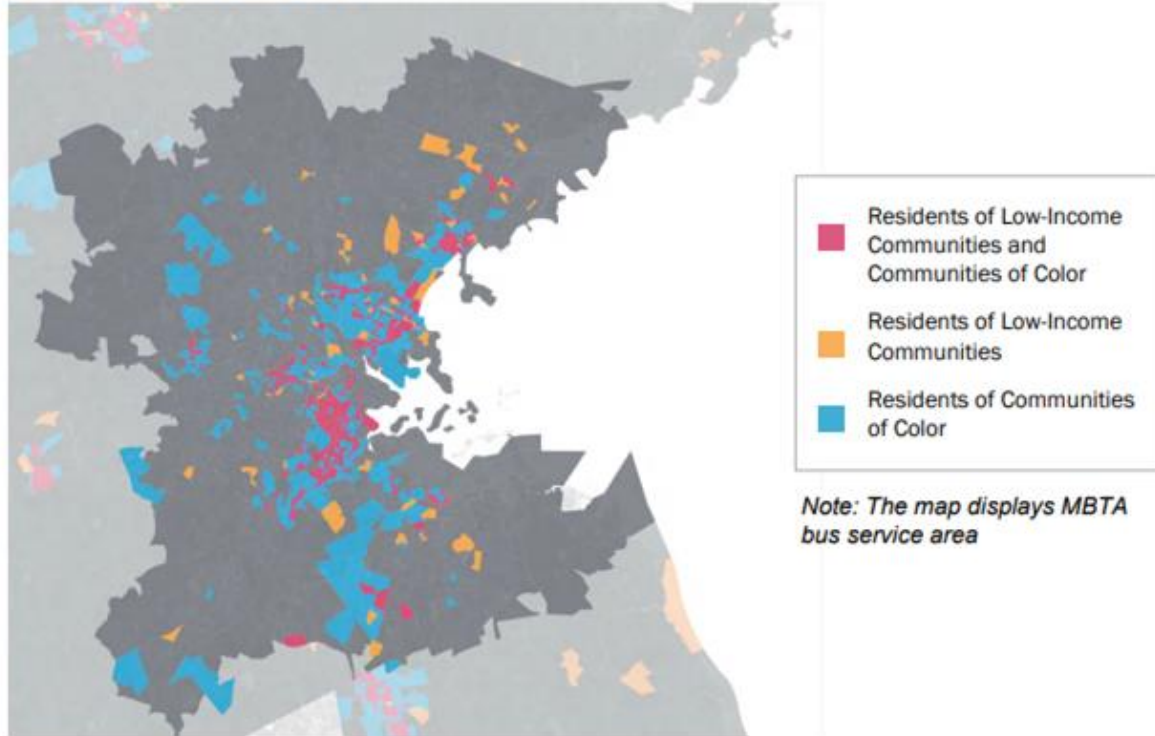 Residents of Low-Income
Communities and
Communities of Color
Residents of Low-Income
Communities
Residents of Communities
of Color
Note: The map displays MBTA
bus service area